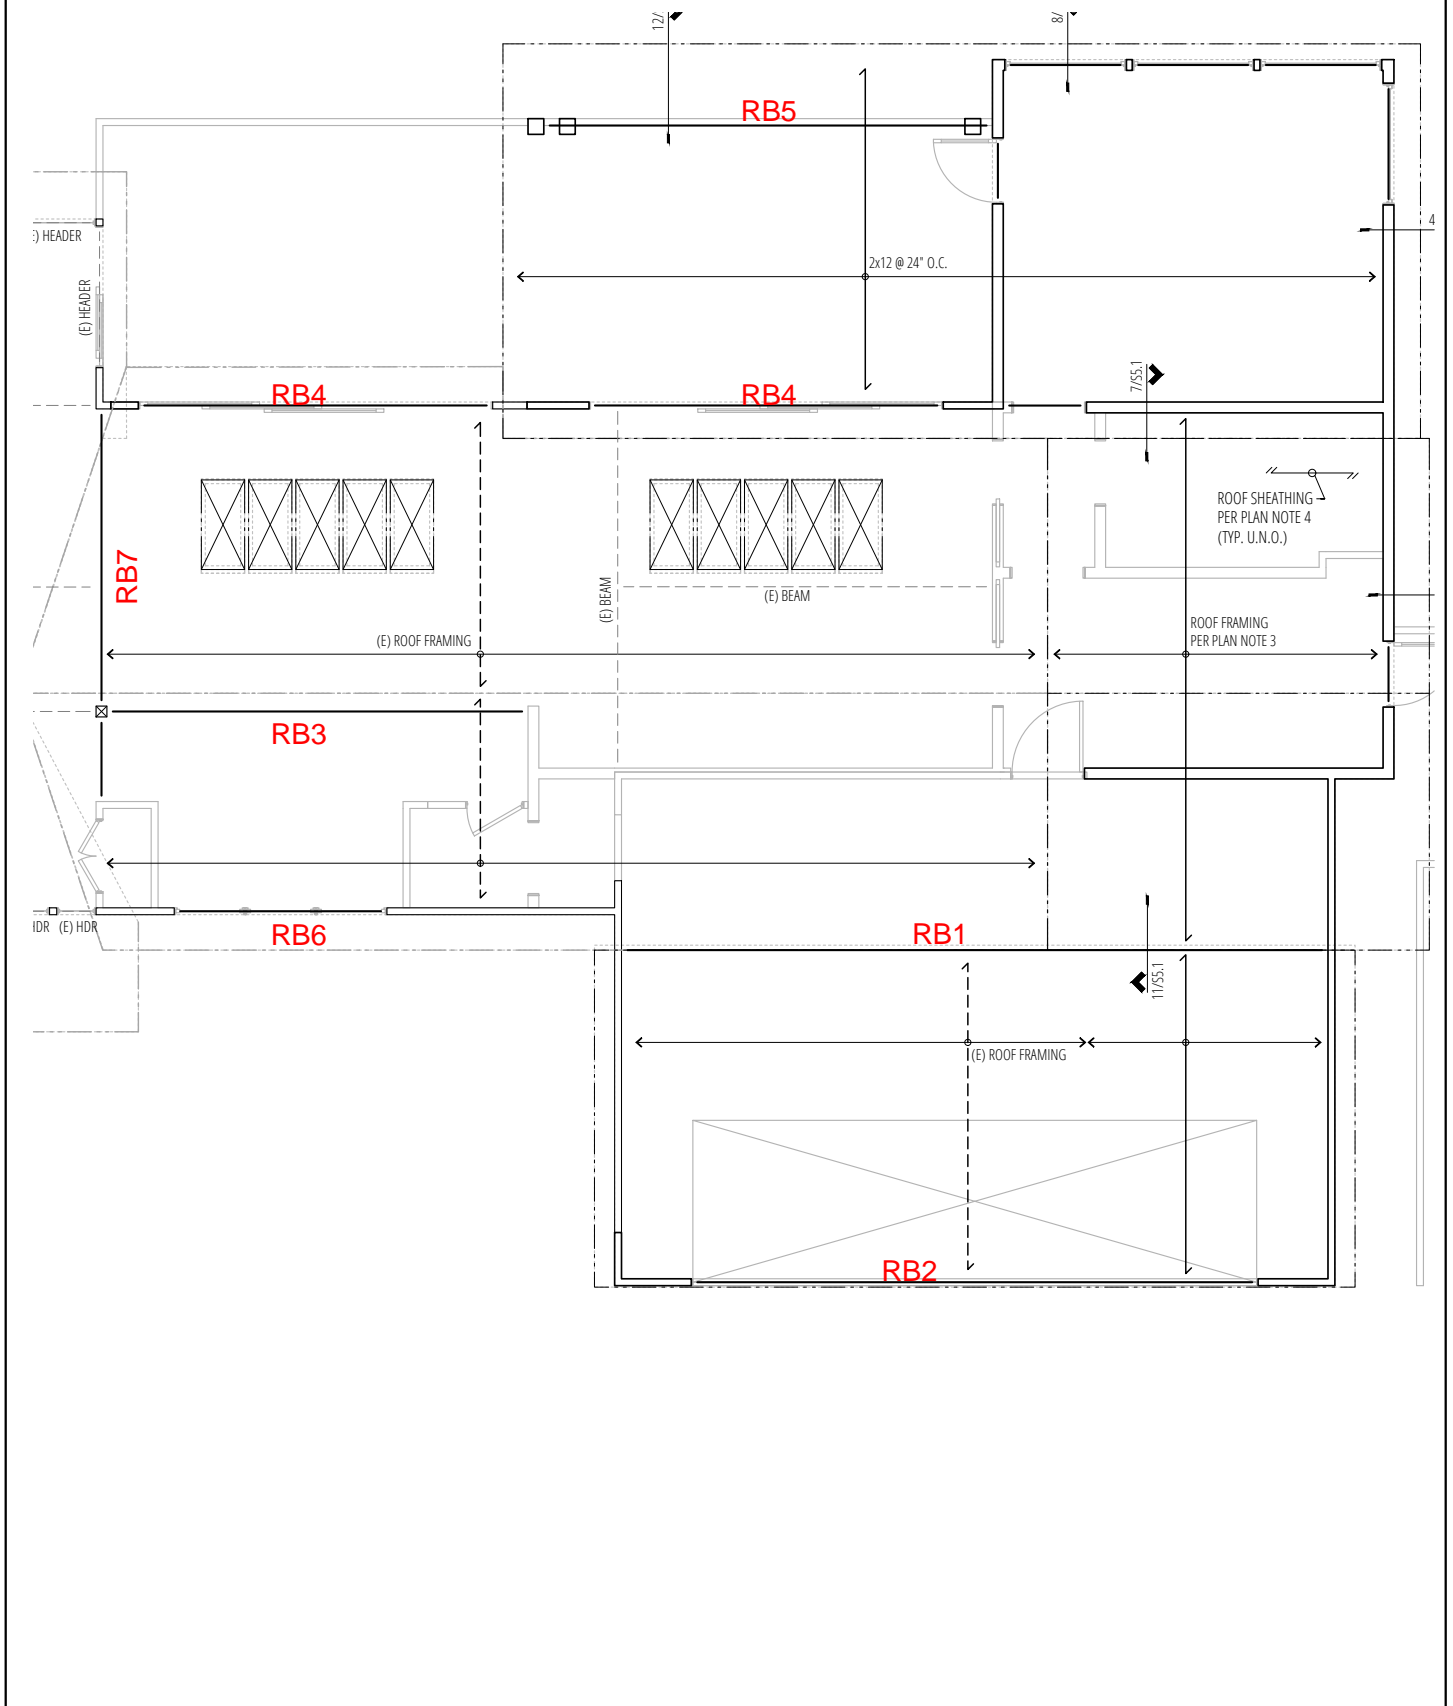 12/
8/
RB5
E) HEADER
4
2x12 @ 24" O.C.
(E) HEADER
7/S5.1
RB4
RB4
ROOF SHEATHING
PER PLAN NOTE 4
(TYP. U.N.O.)
RB7
(E) BEAM
(E) BEAM
ROOF FRAMING
PER PLAN NOTE 3
(E) ROOF FRAMING
RB3
HDR
(E) HDR
RB6
RB1
11/S5.1
(E) ROOF FRAMING
RB2